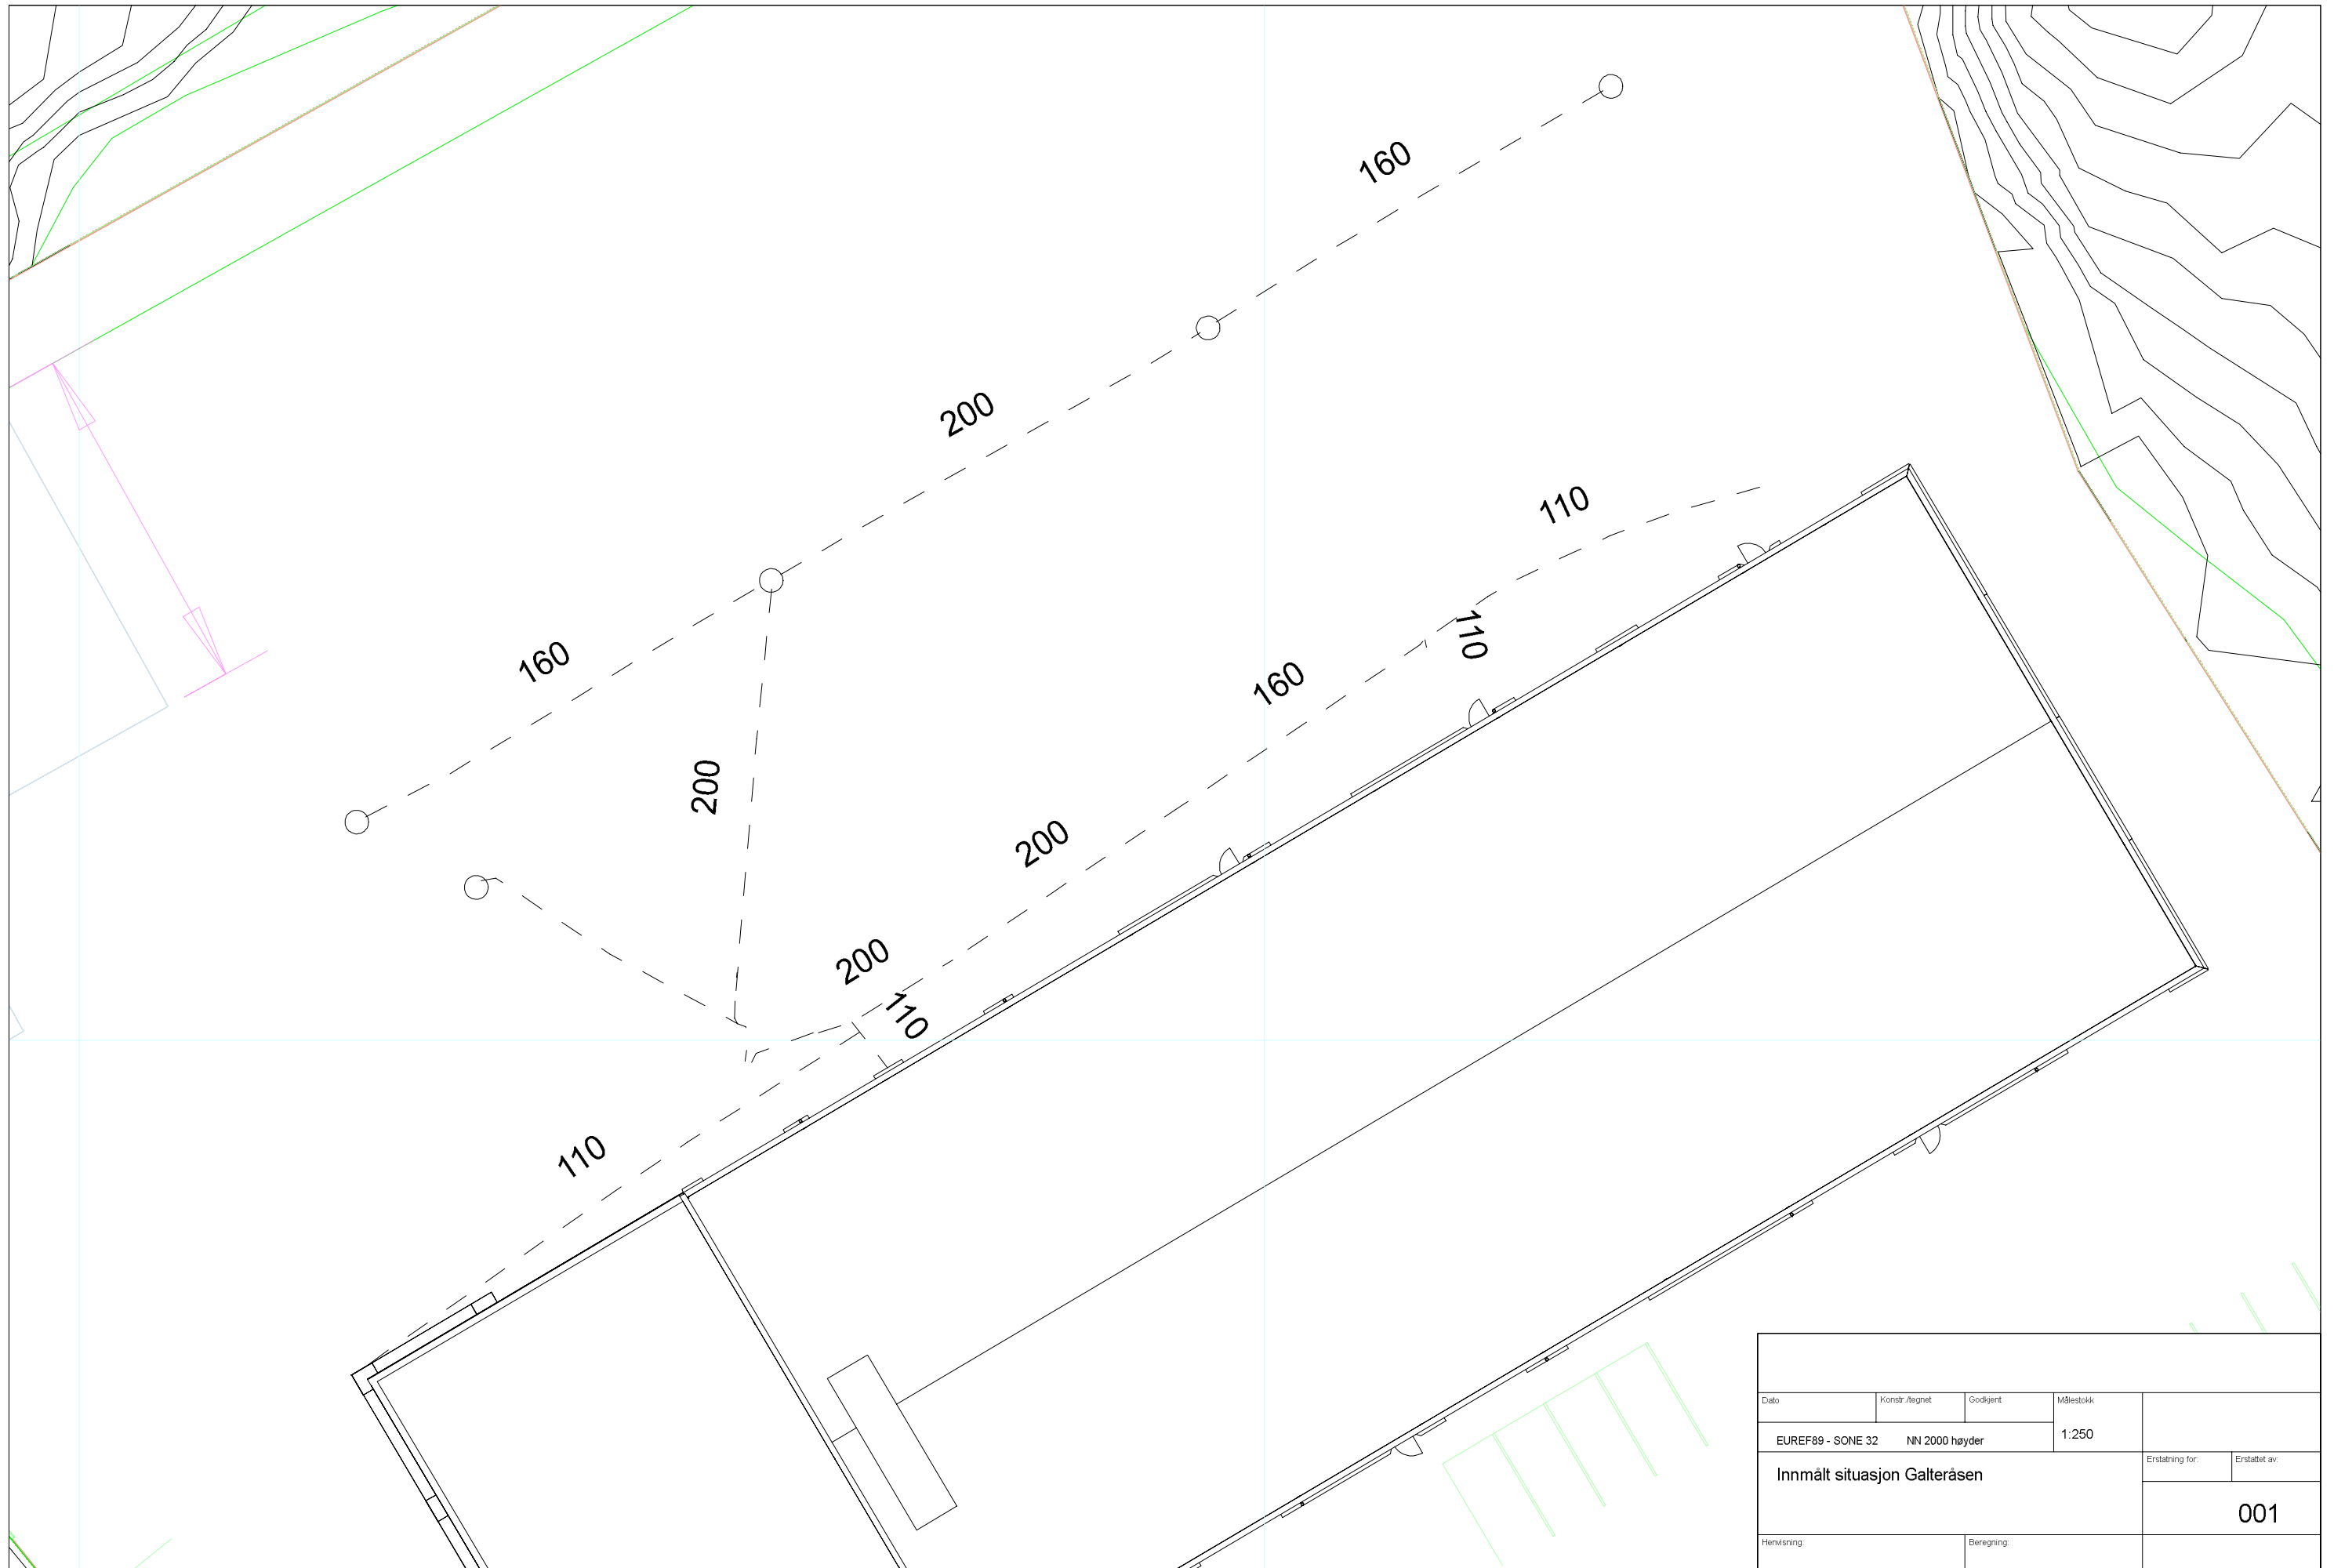 160
200
110
160
110
160
200
200
200
110
110
Dato
Konstr./tegnet
Godkjent
Målestokk
EUREF89 - SONE 32
NN 2000 høyder
1:250
Innmålt situasjon Galteråsen
Erstatning for:
Erstattet av:
001
Henvisning:
Beregning: